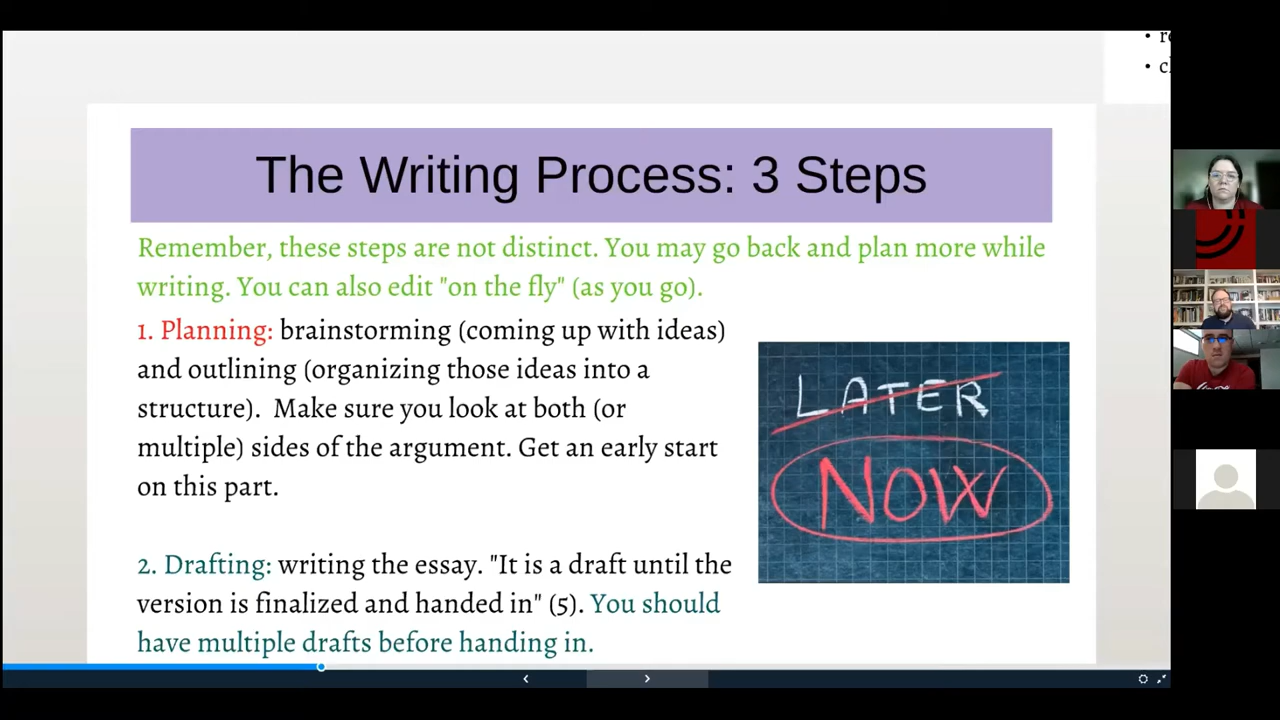 The Writing Process: 3 Steps
Remember, these steps are not distinct. You may go back and plan more while
writing. You can also edit "on the fly" (as you go).
1. Planning: brainstorming (coming up with ideas)
and outlining (organizing those ideas into a
structure).  Make sure you look at both (or
multiple) sides of the argument. Get an early start
on this part.
LATER
NOW
2. Drafting: writing the essay. "It is a draft until the
version is finalized and handed in" (5). You should
have multiple drafts before handing in.